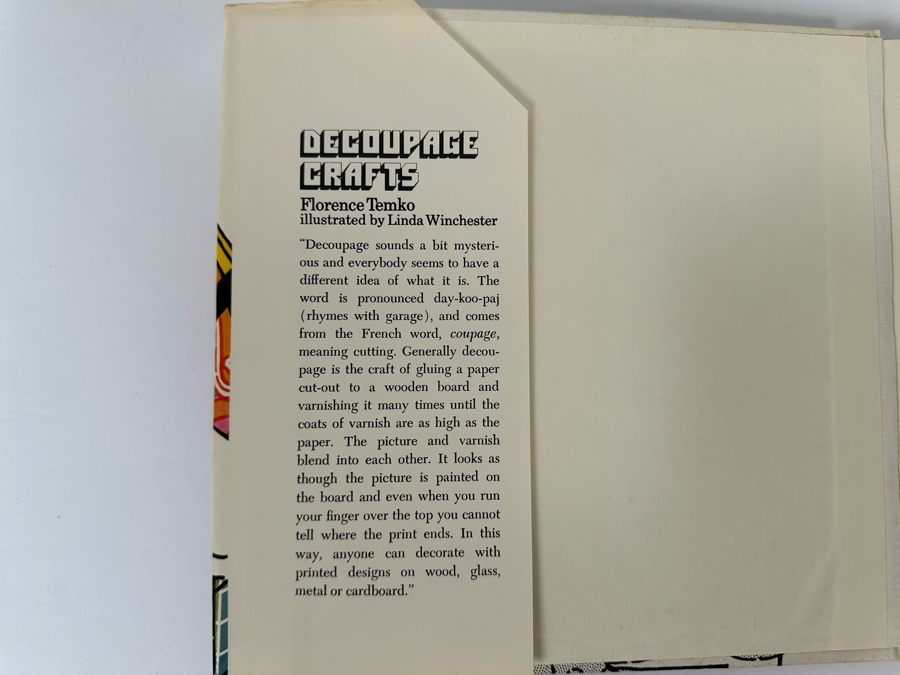 DECOUPAGE
CRAFTS
Florence Temko
illustrated by Linda Winchester
“Decoupage sounds a bit mysteri-
ous and everybody seems to have a
different idea of what it is. The
word is pronounced day-koo-paj
(rhymes with garage), and comes
from the French word, coupage,
meaning cutting. Generally decou-
page is the craft of gluing a paper
cut-out to a wooden board and
varnishing it many times until the
coats of varnish are as high as the
paper. The picture and varnish
blend into each other. It looks as
though the picture is painted on
the board and even when you run
your finger over the top you cannot
tell where the print ends. In this
way, anyone can decorate with
printed designs on wood, glass,
metal or cardboard.”